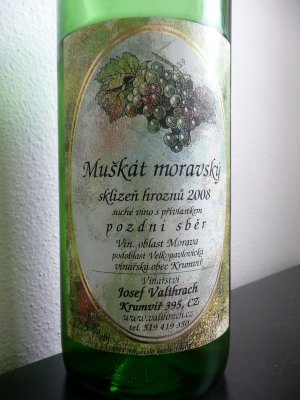 Muškát moravský
sklizeň hroznů 2008
suché víno s přívlastkem
pozdní sběr
Vin. oblast Morava
podoblast Velkopavlovická
vinařská obec Krumvíř
Vinařství
Josef Valihrach
Krumvíř 395, CZ
www.valihrach.cz
tel. 519 419 350